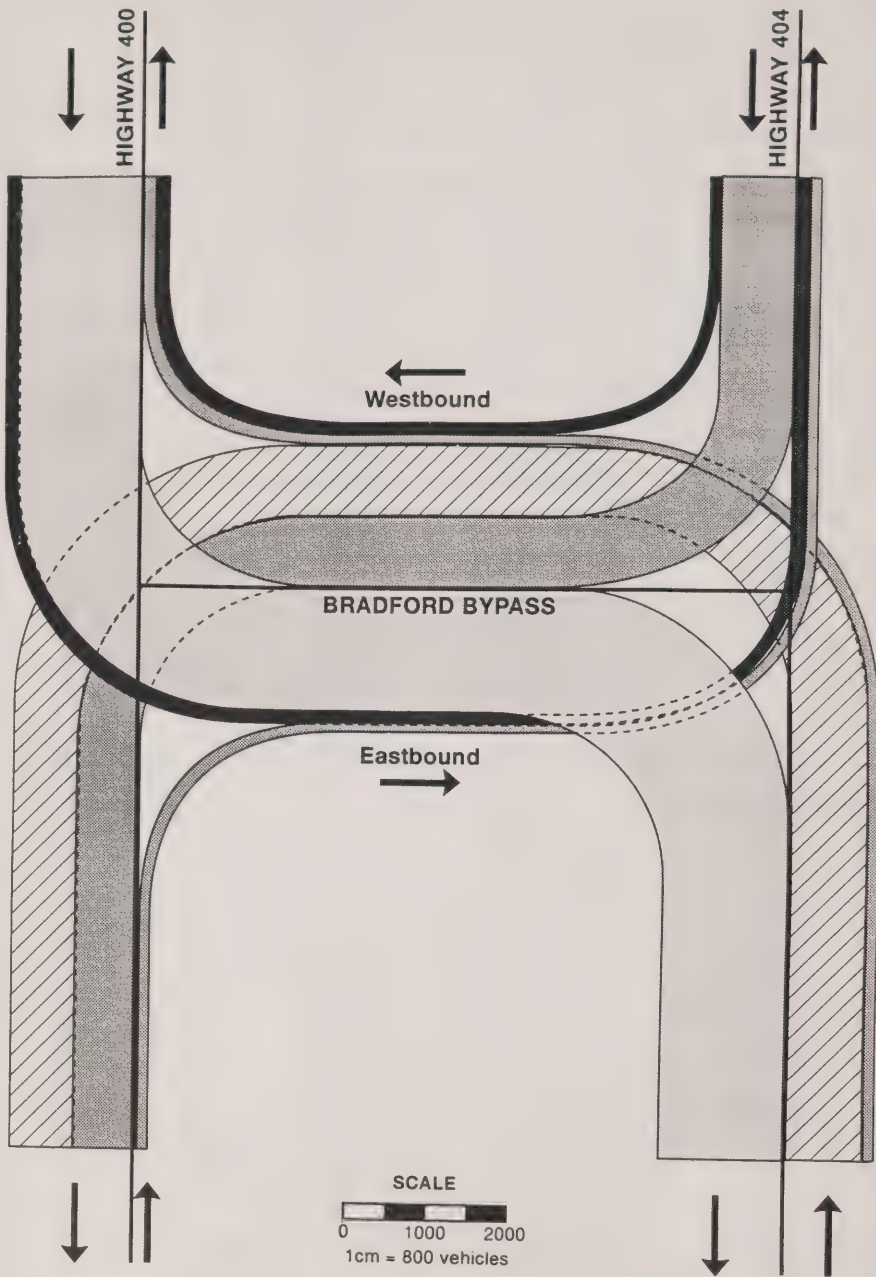 HIGHWAY 400
HIGHWAY 404
Westbound
BRADFORD BYPASS
Eastbound
SCALE
0 1000 2000
1cm = 800 vehicles